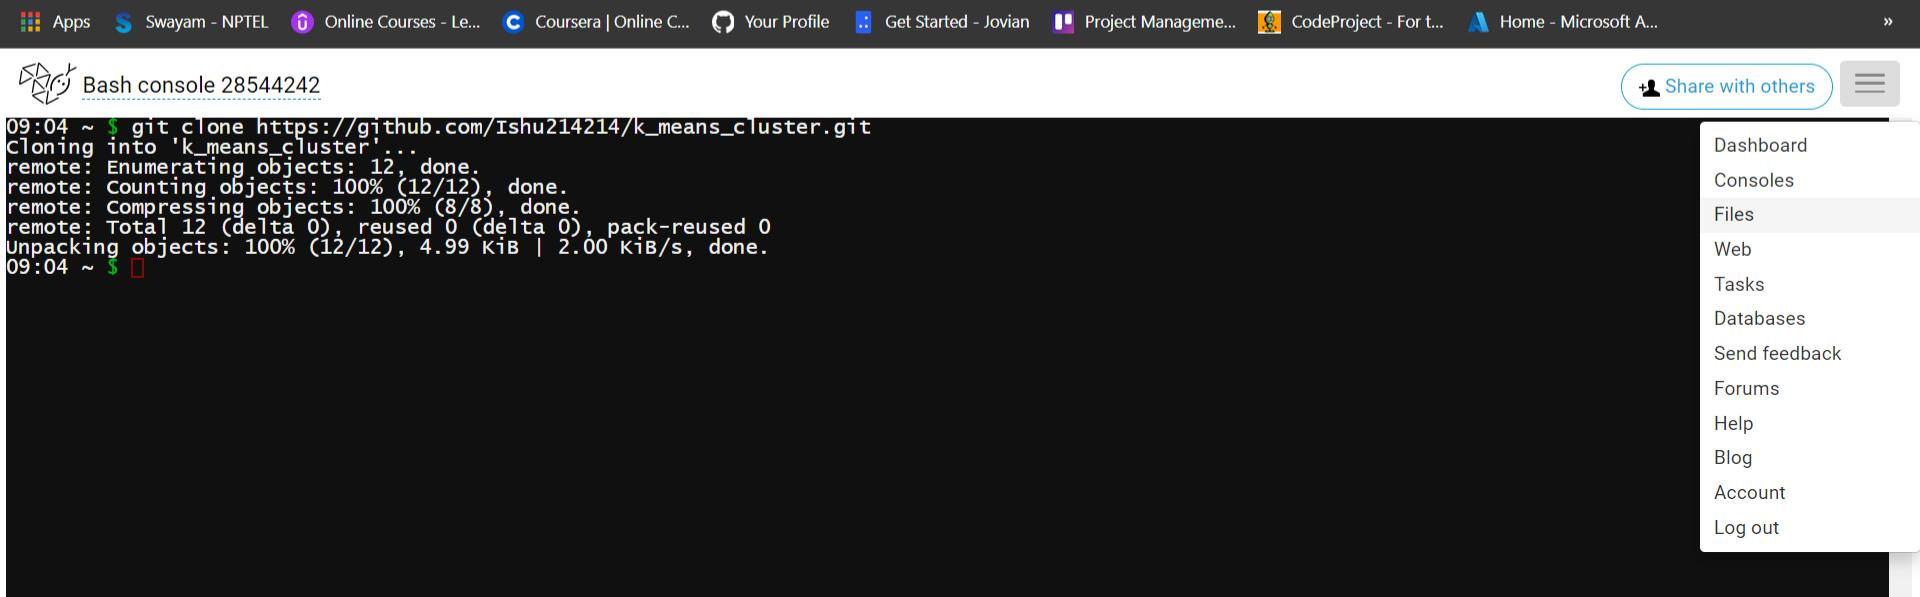 Apps Swayam - NPTEL Online Courses - Le... Coursera | Online C... Your Profile Get Started - Jovian Project Manageme... CodeProject - For t... Home - Microsoft A... »
Bash console 28544242
Share with others
09:04 ~ $ git clone https://github.com/Ishu214214/k_means_cluster.git
Cloning into 'k_means_cluster'...
remote: Enumerating objects: 12, done.
remote: Counting objects: 100% (12/12), done.
remote: Compressing objects: 100% (8/8), done.
remote: Total 12 (delta 0), reused 0 (delta 0), pack-reused 0
Unpacking objects: 100% (12/12), 4.99 KiB | 2.00 KiB/s, done.
09:04 ~ $
Dashboard
Consoles
Files
Web
Tasks
Databases
Send feedback
Forums
Help
Blog
Account
Log out